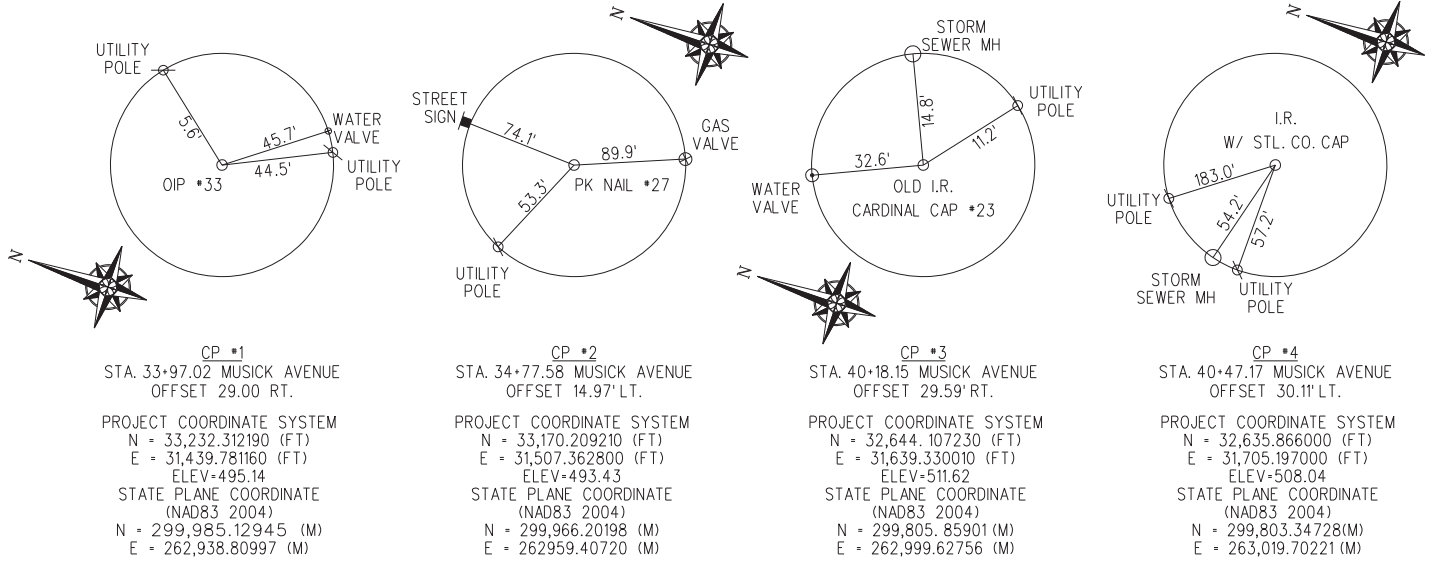 N
UTILITY
POLE
5.6'
45.7'
44.5'
WATER
VALVE
UTILITY
POLE
OIP #33
CP #1
STA. 33+97.02 MUSICK AVENUE
OFFSET 29.00 RT.
PROJECT COORDINATE SYSTEM
N = 33,232.312190 (FT)
E = 31,439.781160 (FT)
ELEV=495.14
STATE PLANE COORDINATE
(NAD83 2004)
N = 299,985.12945 (M)
E = 262,938.80997 (M)
N
STREET
SIGN
74.1'
89.9'
GAS
VALVE
53.3'
PK NAIL #27
UTILITY
POLE
CP #2
STA. 34+77.58 MUSICK AVENUE
OFFSET 14.97' LT.
PROJECT COORDINATE SYSTEM
N = 33,170.209210 (FT)
E = 31,507.362800 (FT)
ELEV=493.43
STATE PLANE COORDINATE
(NAD83 2004)
N = 299,966.20198 (M)
E = 262959.40720 (M)
STORM
SEWER MH
14.8'
UTILITY
POLE
11.2'
32.6'
WATER
VALVE
OLD I.R.
CARDINAL CAP #23
N
CP #3
STA. 40+18.15 MUSICK AVENUE
OFFSET 29.59' RT.
PROJECT COORDINATE SYSTEM
N = 32,644.107230 (FT)
E = 31,639.330010 (FT)
ELEV=511.62
STATE PLANE COORDINATE
(NAD83 2004)
N = 299,805.85901 (M)
E = 262,999.62756 (M)
N
I.R.
W/ STL. CO. CAP
183.0'
UTILITY
POLE
54.2'
57.2'
STORM
SEWER MH
UTILITY
POLE
CP #4
STA. 40+47.17 MUSICK AVENUE
OFFSET 30.11' LT.
PROJECT COORDINATE SYSTEM
N = 32,635.866000 (FT)
E = 31,705.197000 (FT)
ELEV=508.04
STATE PLANE COORDINATE
(NAD83 2004)
N = 299,803.34728(M)
E = 263,019.70221 (M)